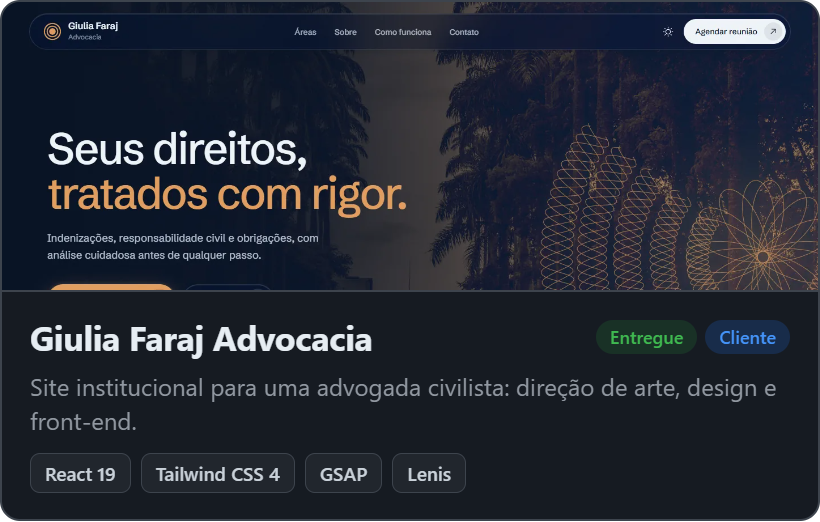 Giulia Faraj
Advocacia
Áreas
Sobre
Como funciona
Contato
Agendar reunião
Seus direitos,
tratados com rigor.
Indenizações, responsabilidade civil e obrigações, com
análise cuidadosa antes de qualquer passo.
Giulia Faraj Advocacia
Entregue
Cliente
Site institucional para uma advogada civilista: direção de arte, design e
front-end.
React 19
Tailwind CSS 4
GSAP
Lenis